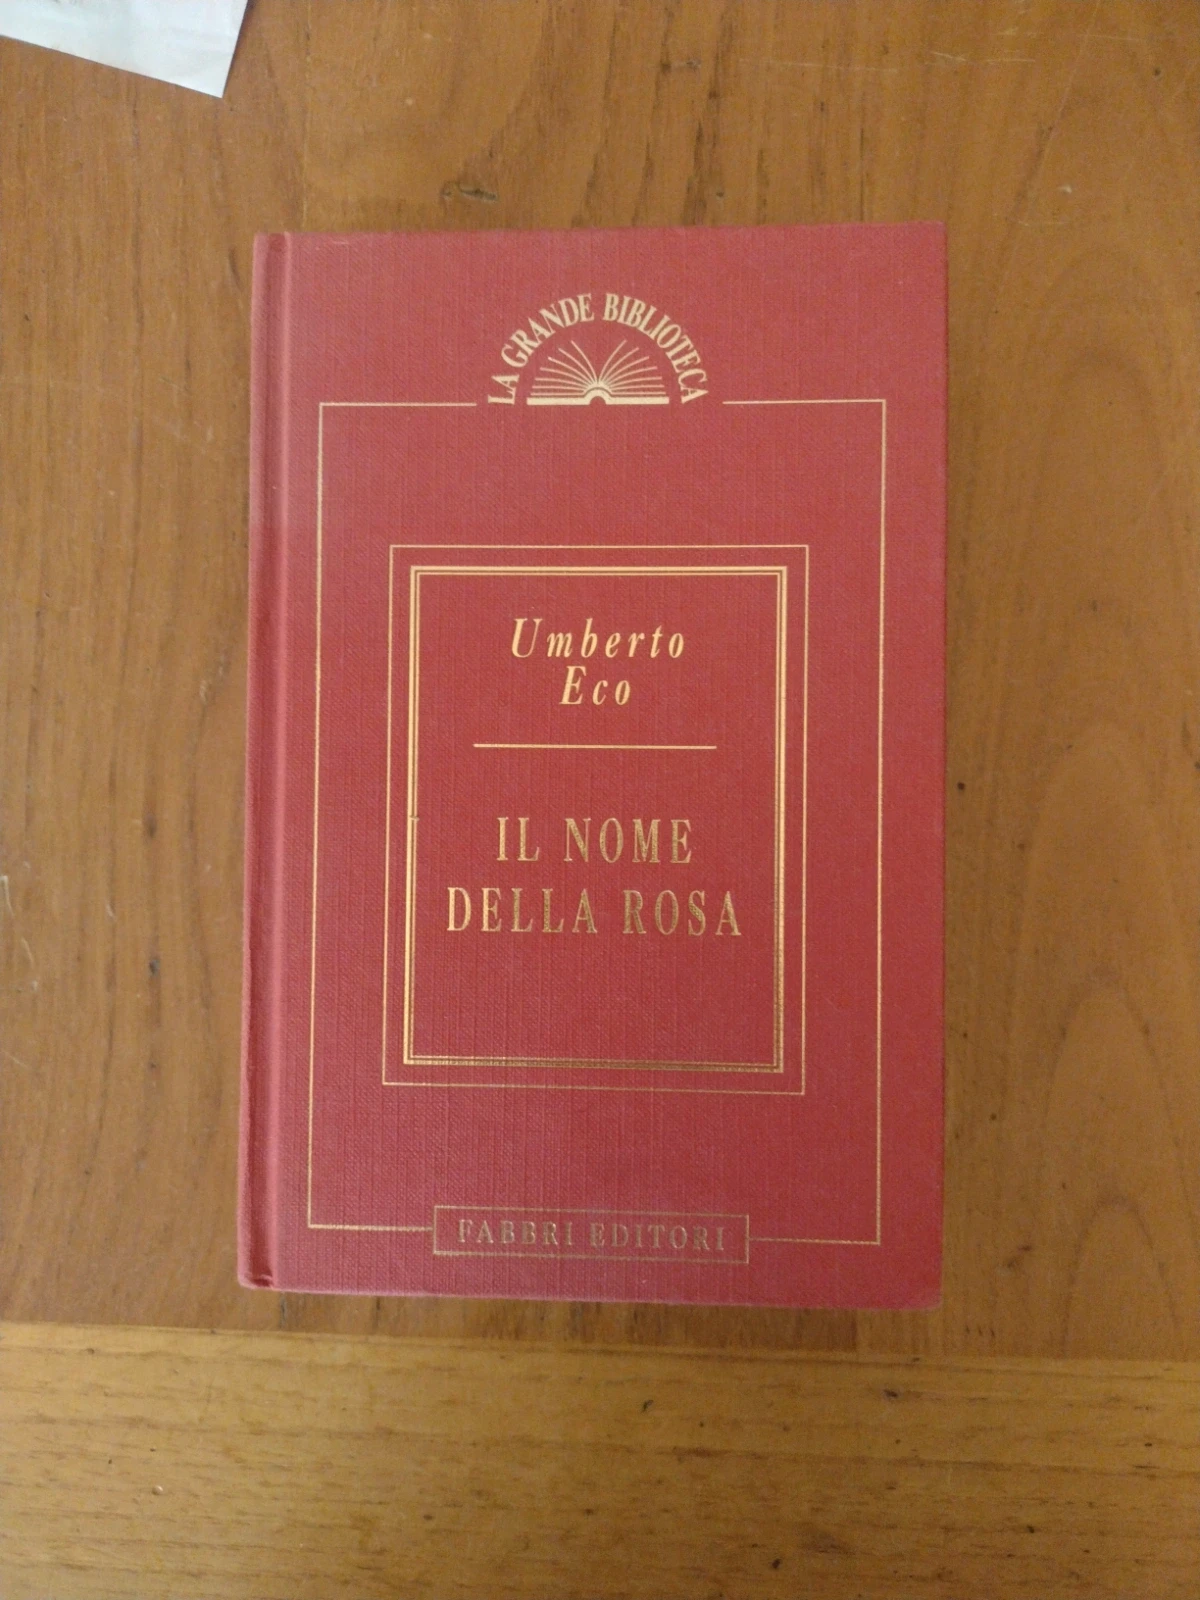 LA GRANDE BIBLIOTECA
Umberto
Eco
IL NOME
DELLA ROSA
FABBRI EDITORI